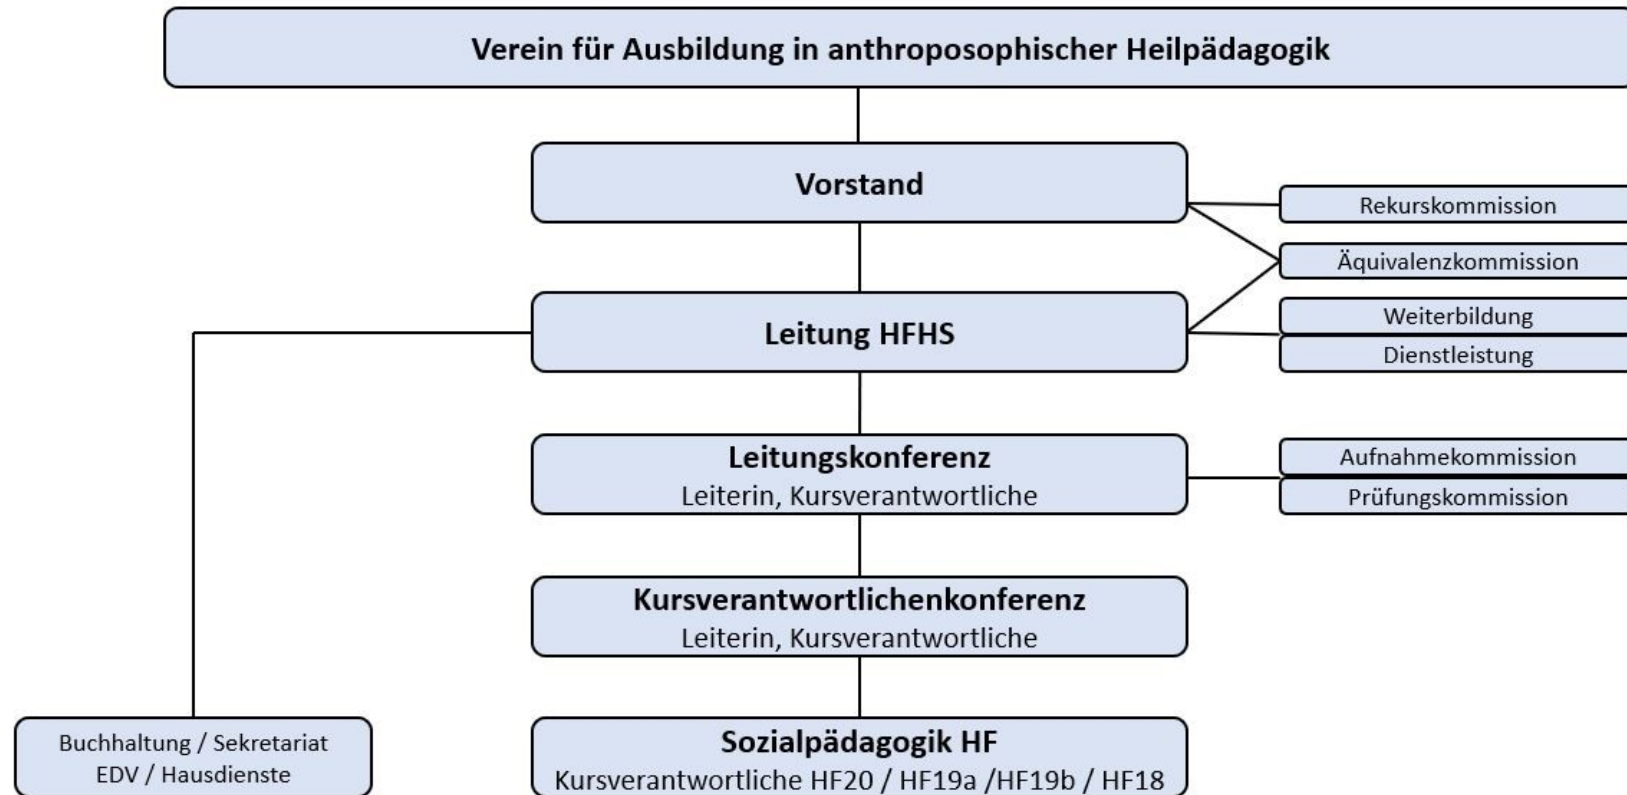 Verein für Ausbildung in anthroposophischer Heilpädagogik
Vorstand
Rekurskommission
Äquivalenzkommission
Leitung HFHS
Weiterbildung
Dienstleistung
Leitungskonferenz
Leiterin, Kursverantwortliche
Aufnahmekommission
Prüfungskommission
Kursverantwortlichenkonferenz
Leiterin, Kursverantwortliche
Buchhaltung / Sekretariat
EDV / Hausdienste
Sozialpädagogik HF
Kursverantwortliche HF20 / HF19a /HF19b / HF18